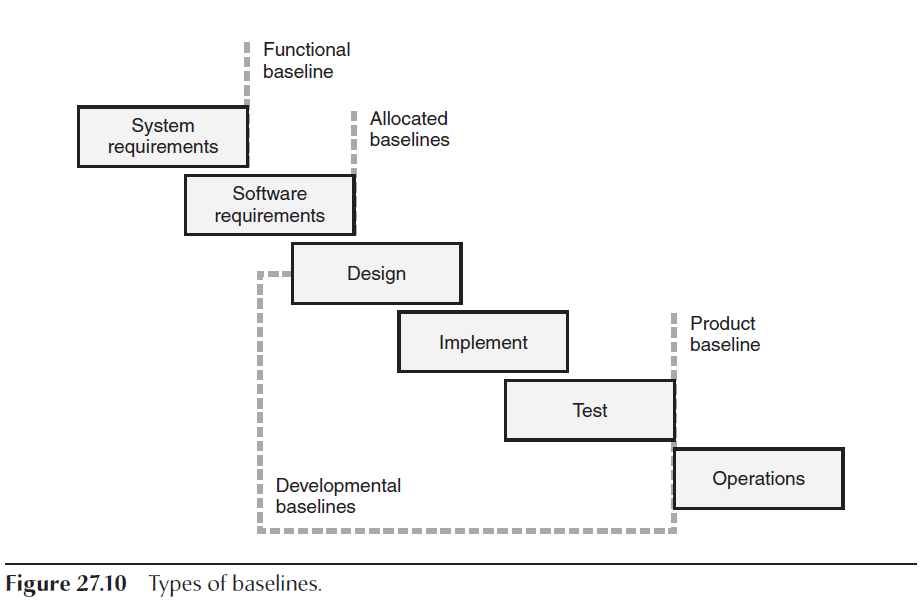 Functional
baseline
System
requirements
Allocated
baselines
Software
requirements
Design
Implement
Product
baseline
Test
Operations
Developmental
baselines
Figure 27.10 Types of baselines.